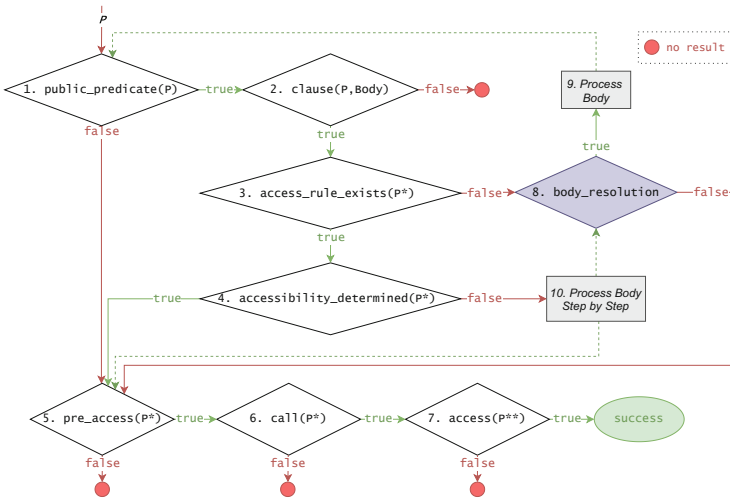 P
no result
1. public_predicate(P)
true
2. clause(P,Body)
false
9. Process
Body
false
true
true
3. access_rule_exists(P*)
false
8. body_resolution
false
true
4. accessibility_determined(P*)
true
false
10. Process Body
Step by Step
5. pre_access(P*)
true
6. call(P*)
true
7. access(P**)
true
success
false
false
false